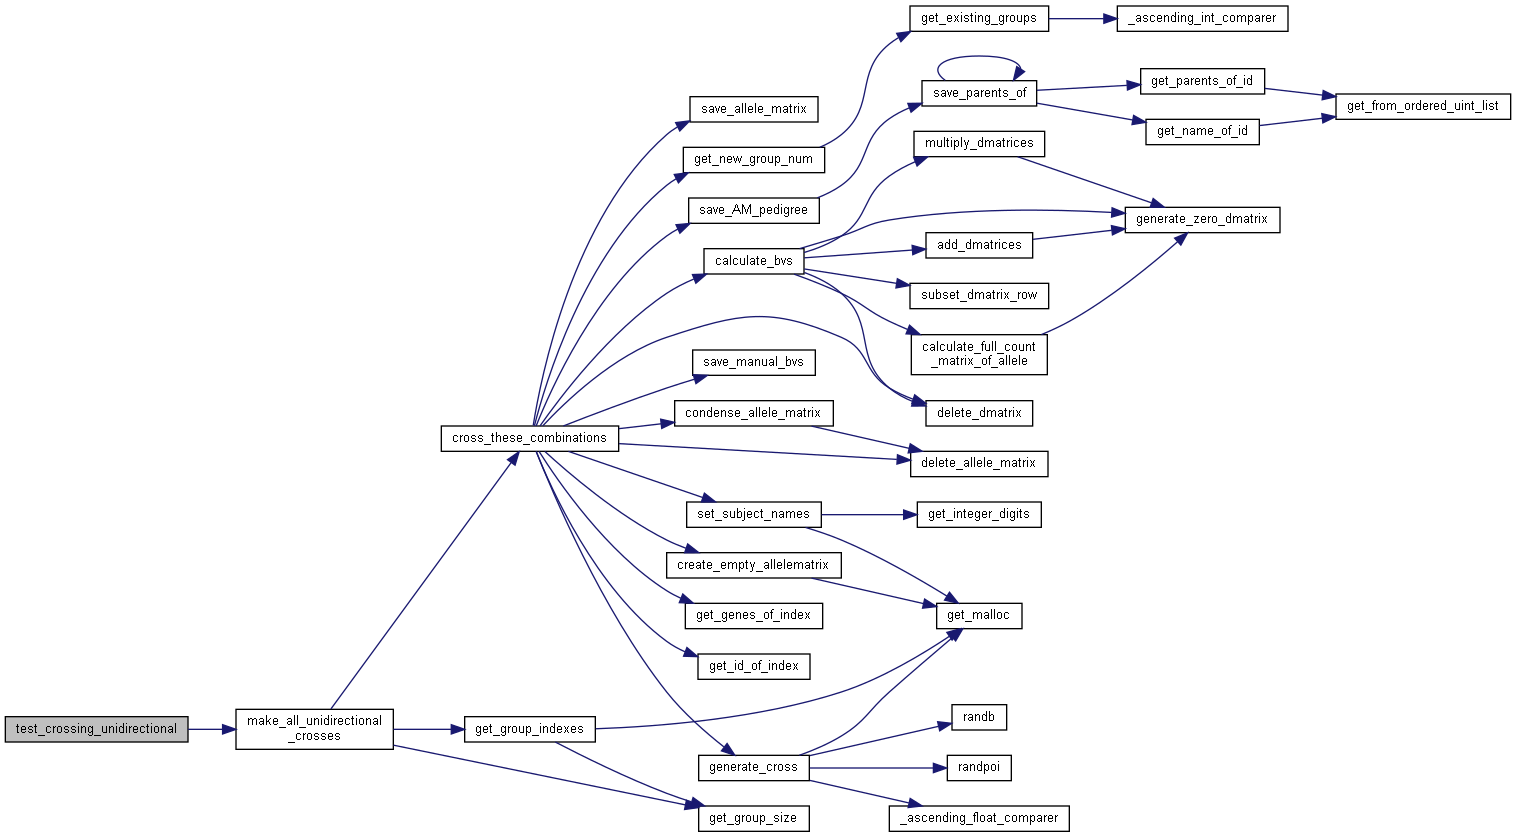 get_existing_groups
_ascending_int_comparer
save_parents_of
get_parents_of_id
get_from_ordered_uint_list
save_allele_matrix
get_name_of_id
multiply_dmatrices
get_new_group_num
save_AM_pedigree
generate_zero_dmatrix
add_dmatrices
calculate_bvs
subset_dmatrix_row
calculate_full_count
_matrix_of_allele
save_manual_bvs
condense_allele_matrix
delete_dmatrix
cross_these_combinations
delete_allele_matrix
set_subject_names
get_integer_digits
create_empty_allelematrix
get_genes_of_index
get_malloc
get_id_of_index
test_crossing_unidirectional
make_all_unidirectional
_crosses
get_group_indexes
randb
generate_cross
randpoi
get_group_size
_ascending_float_comparer